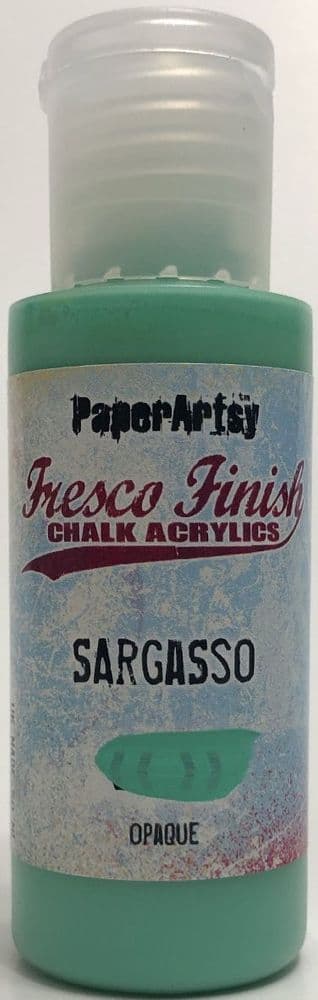 PaperArtsy
Fresco Finish
CHALK ACRYLICS
SARGASSO
OPAQUE